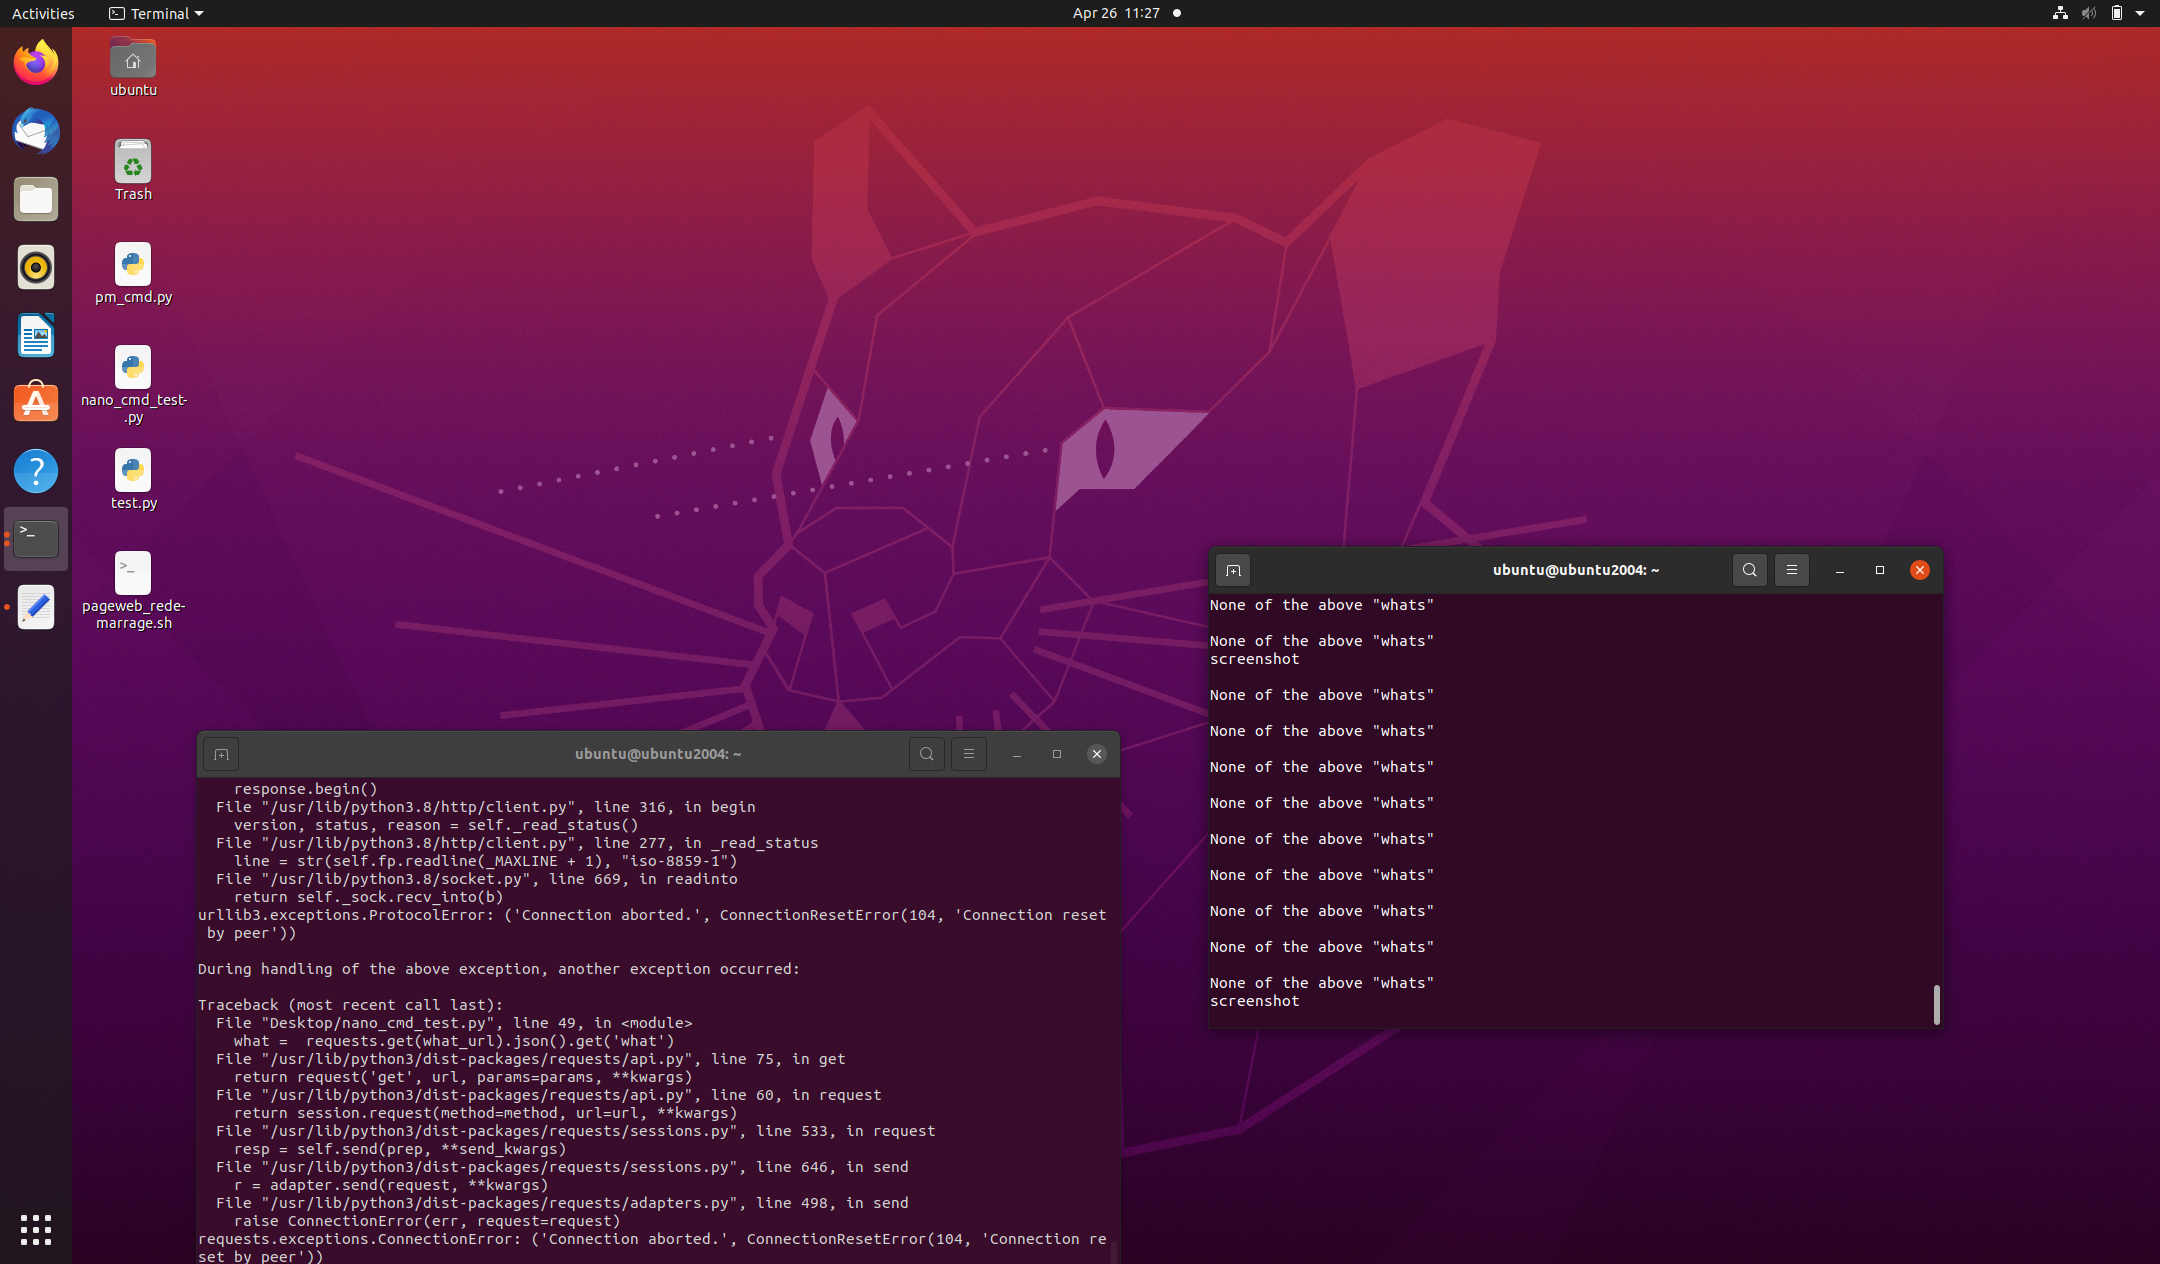 Activities
Terminal
Apr 26 11:27
ubuntu
Trash
pm_cmd.py
nano_cmd_test-
.py
test.py
pageweb_rede-
marrage.sh
ubuntu@ubuntu2004: ~
response.begin()
File "/usr/lib/python3.8/http/client.py", line 316, in begin
version, status, reason = self._read_status()
File "/usr/lib/python3.8/http/client.py", line 277, in _read_status
line = str(self.fp.readline(_MAXLINE + 1), "iso-8859-1")
File "/usr/lib/python3.8/socket.py", line 669, in readinto
return self._sock.recv_into(b)
urllib3.exceptions.ProtocolError: ('Connection aborted.', ConnectionResetError(104, 'Connection reset
by peer'))
During handling of the above exception, another exception occurred:
Traceback (most recent call last):
File "Desktop/nano_cmd_test.py", line 49, in <module>
what =  requests.get(what_url).json().get('what')
File "/usr/lib/python3/dist-packages/requests/api.py", line 75, in get
return request('get', url, params=params, **kwargs)
File "/usr/lib/python3/dist-packages/requests/api.py", line 60, in request
return session.request(method=method, url=url, **kwargs)
File "/usr/lib/python3/dist-packages/requests/sessions.py", line 533, in request
resp = self.send(prep, **send_kwargs)
File "/usr/lib/python3/dist-packages/requests/sessions.py", line 646, in send
r = adapter.send(request, **kwargs)
File "/usr/lib/python3/dist-packages/requests/adapters.py", line 498, in send
raise ConnectionError(err, request=request)
requests.exceptions.ConnectionError: ('Connection aborted.', ConnectionResetError(104, 'Connection re
set by peer'))
ubuntu@ubuntu2004: ~
None of the above "whats"
None of the above "whats"
screenshot
None of the above "whats"
None of the above "whats"
None of the above "whats"
None of the above "whats"
None of the above "whats"
None of the above "whats"
None of the above "whats"
None of the above "whats"
None of the above "whats"
screenshot